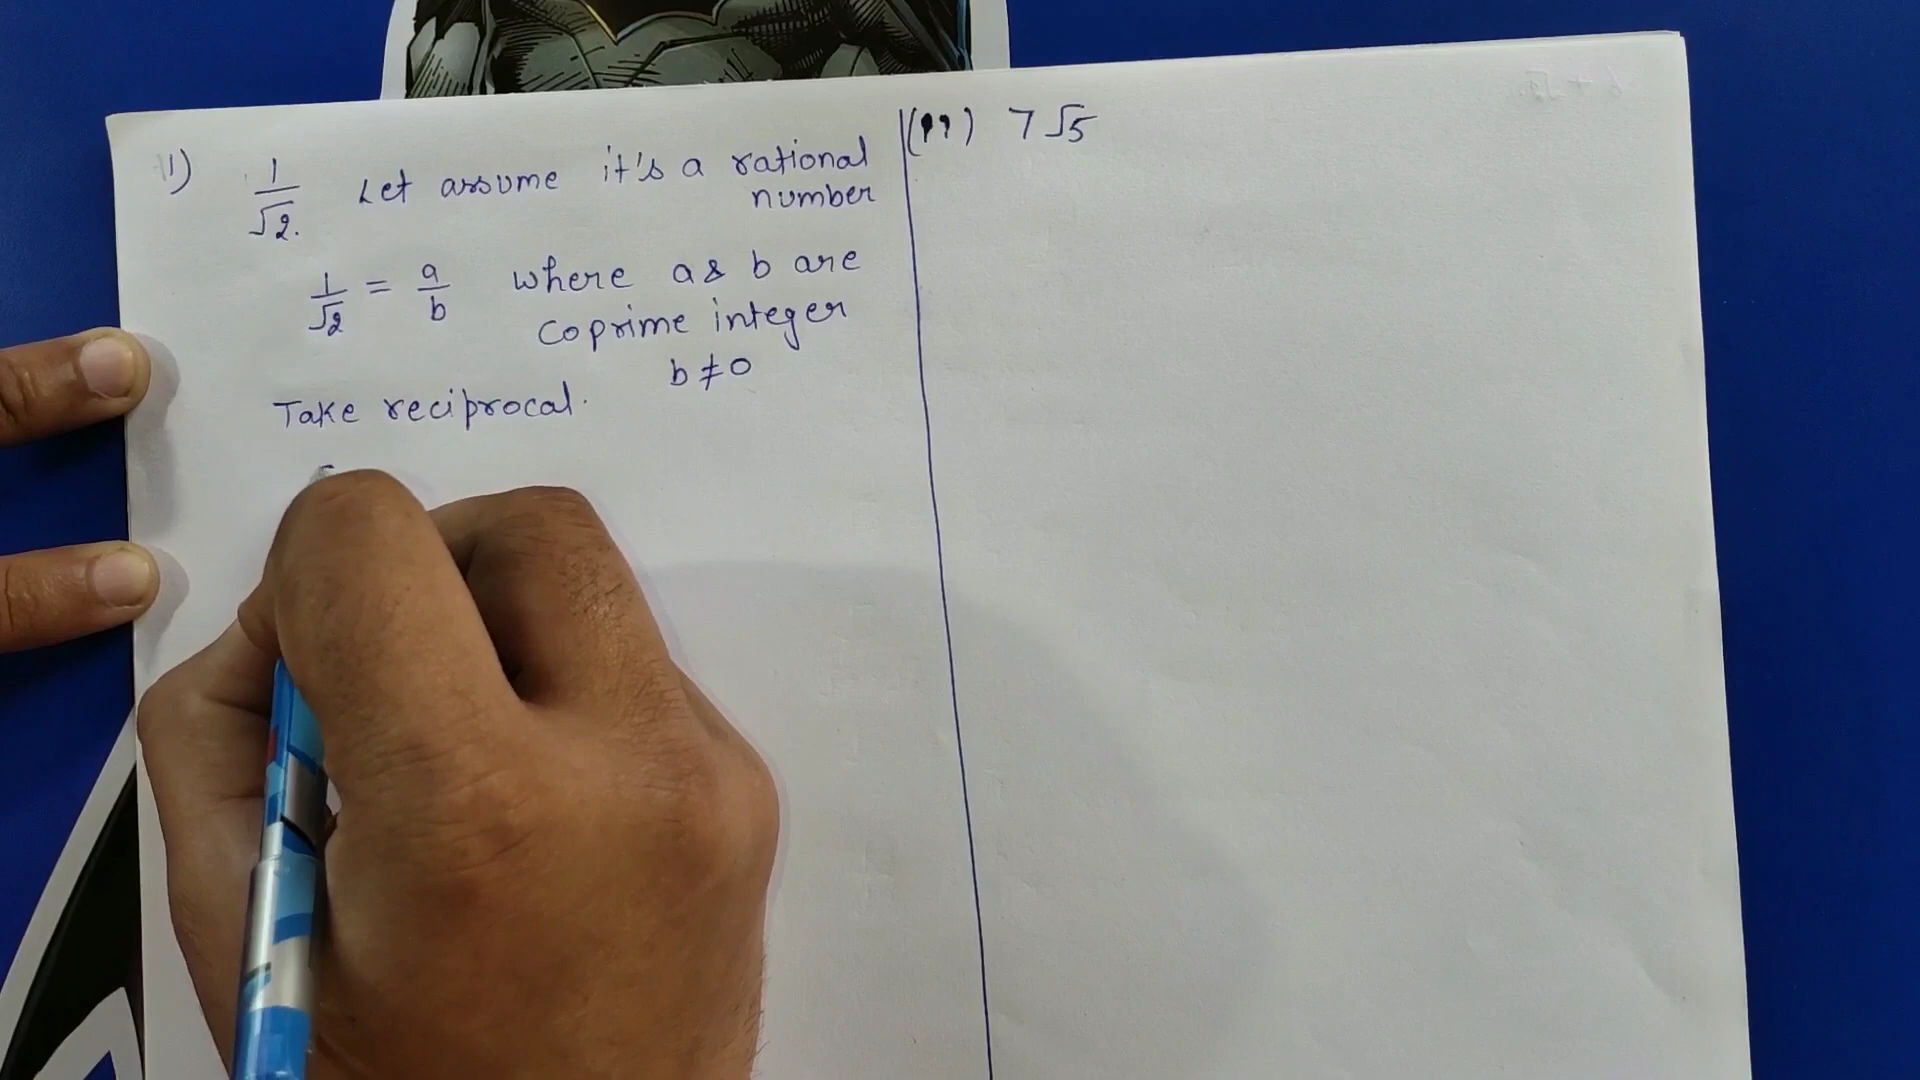 1) 1/√2. Let assume it's a rational
number
1/√2 = a/b where a & b are
coprime integer
b ≠ 0
Take reciprocal.
(ii) 7√5